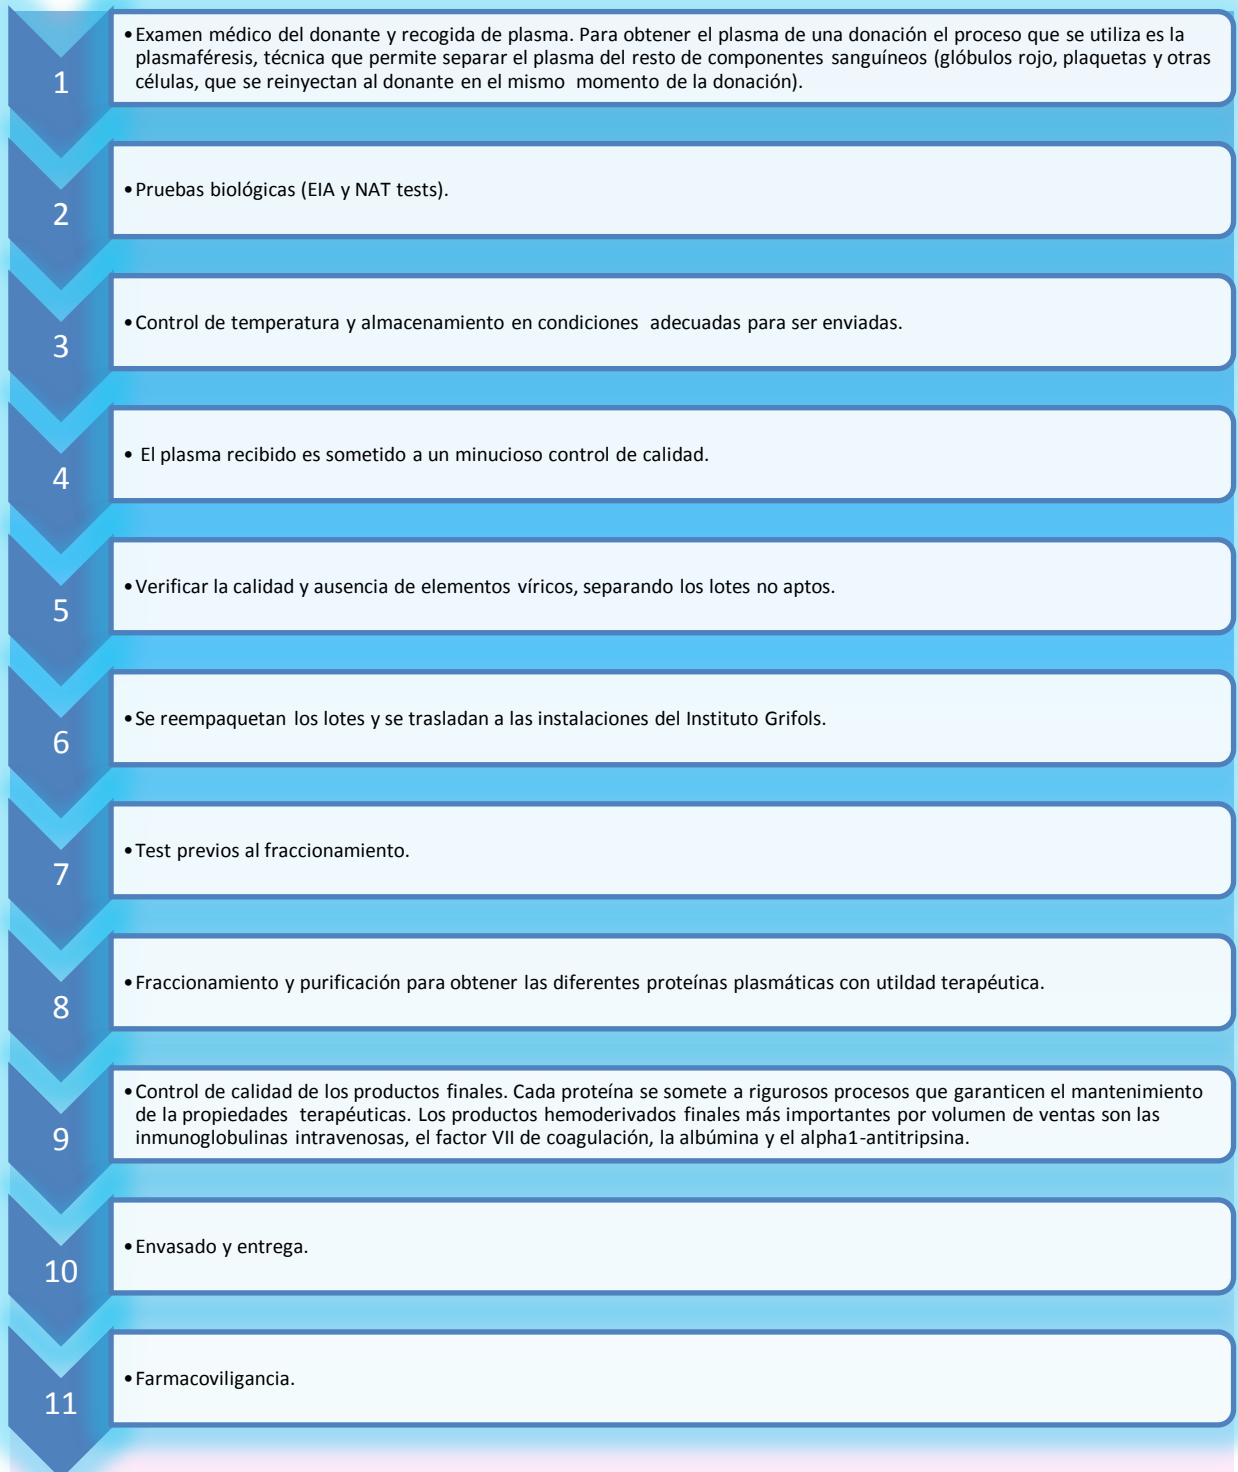 1
•Examen médico del donante y recogida de plasma. Para obtener el plasma de una donación el proceso que se utiliza es la
plasmaféresis, técnica que permite separar el plasma del resto de componentes sanguíneos (glóbulos rojo, plaquetas y otras
células, que se reinyectan al donante en el mismo momento de la donación).
2
•Pruebas biológicas (EIA y NAT tests).
3
•Control de temperatura y almacenamiento en condiciones adecuadas para ser enviadas.
4
• El plasma recibido es sometido a un minucioso control de calidad.
5
•Verificar la calidad y ausencia de elementos víricos, separando los lotes no aptos.
6
•Se reempaquetan los lotes y se trasladan a las instalaciones del Instituto Grifols.
7
•Test previos al fraccionamiento.
8
•Fraccionamiento y purificación para obtener las diferentes proteínas plasmáticas con utildad terapéutica.
9
•Control de calidad de los productos finales. Cada proteína se somete a rigurosos procesos que garanticen el mantenimiento
de la propiedades terapéuticas. Los productos hemoderivados finales más importantes por volumen de ventas son las
inmunoglobulinas intravenosas, el factor VII de coagulación, la albúmina y el alpha1-antitripsina.
10
•Envasado y entrega.
11
•Farmacoviligancia.